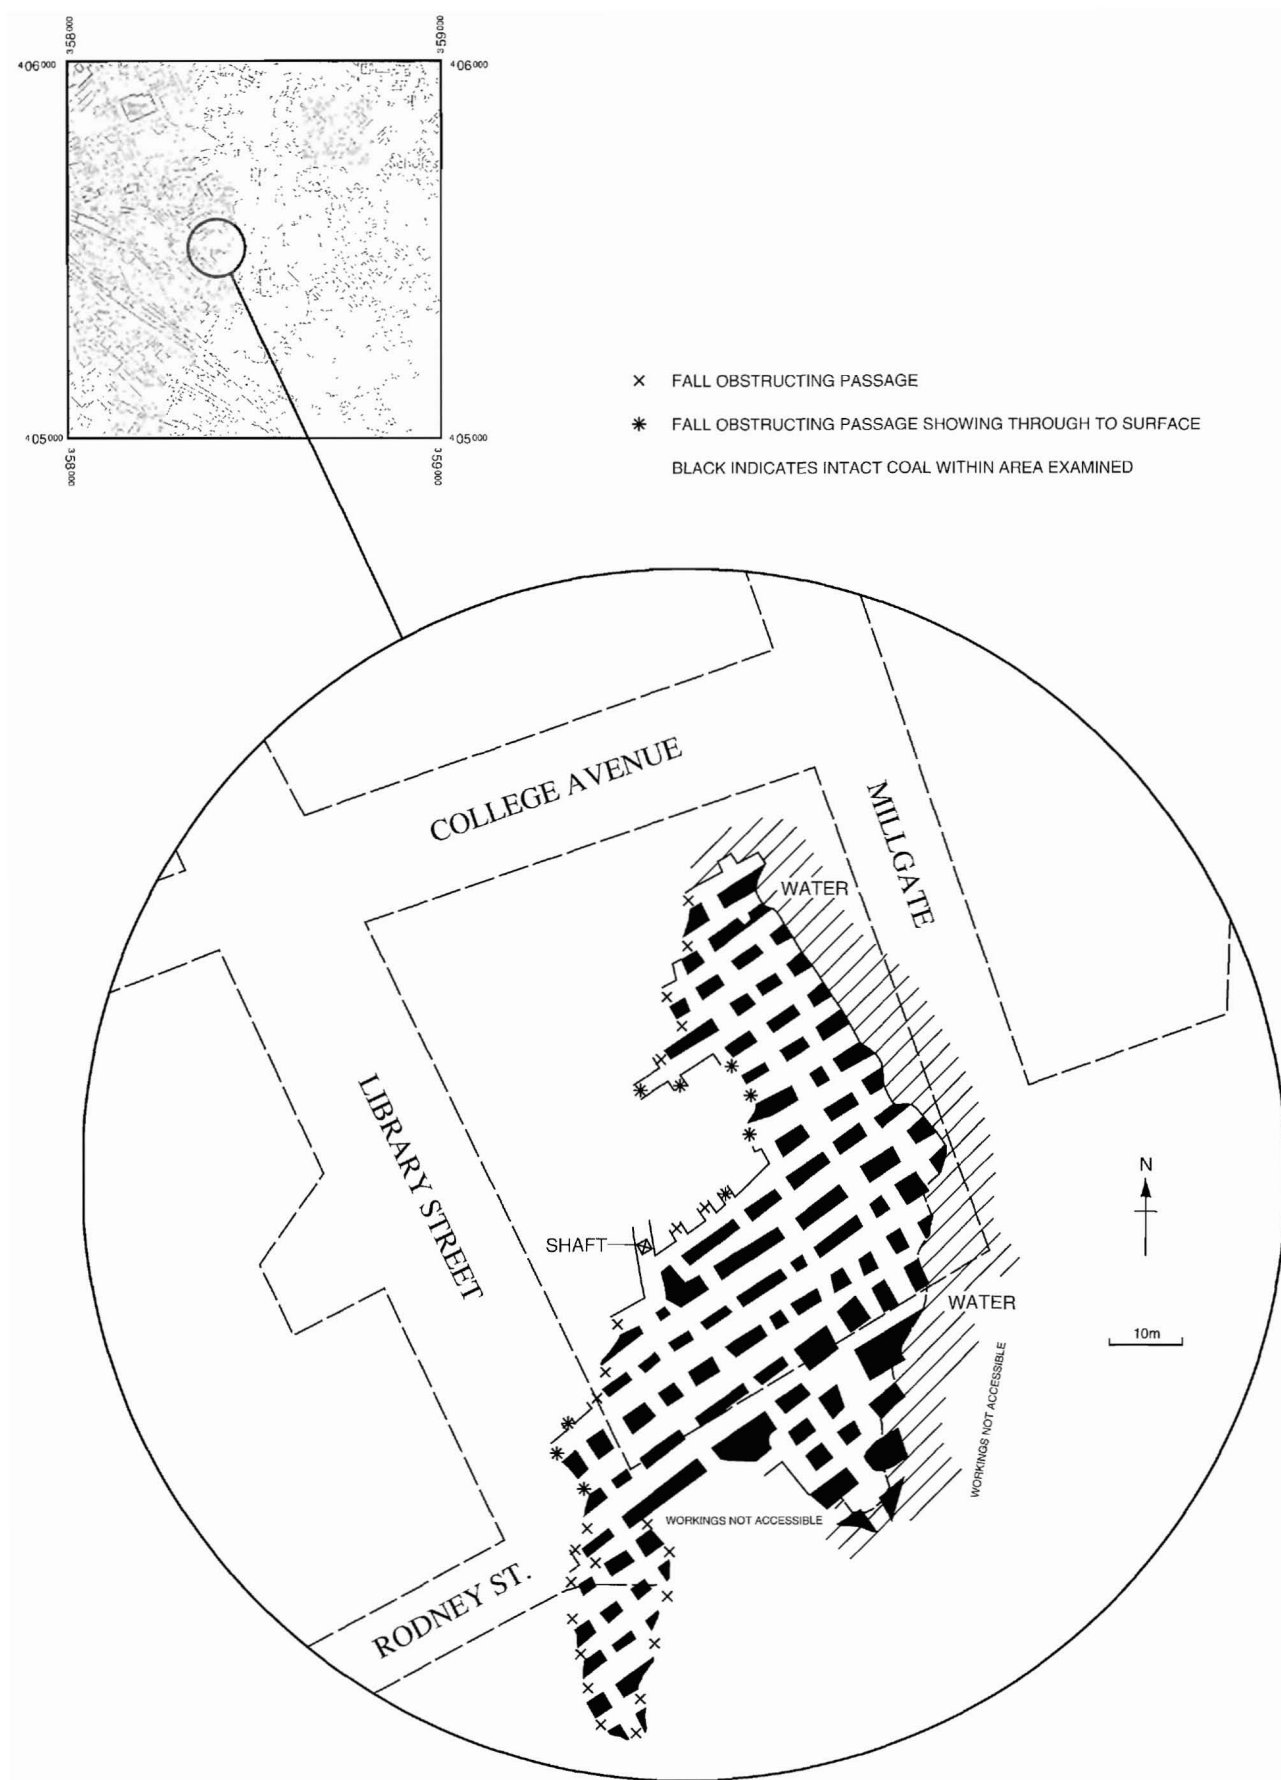 358000
359000
406000
406000
405000
405000
358000
359000
× FALL OBSTRUCTING PASSAGE
* FALL OBSTRUCTING PASSAGE SHOWING THROUGH TO SURFACE
BLACK INDICATES INTACT COAL WITHIN AREA EXAMINED
COLLEGE AVENUE
MILLGATE
WATER
LIBRARY STREET
N
SHAFT
WATER
10m
WORKINGS NOT ACCESSIBLE
WORKINGS NOT ACCESSIBLE
RODNEY ST.